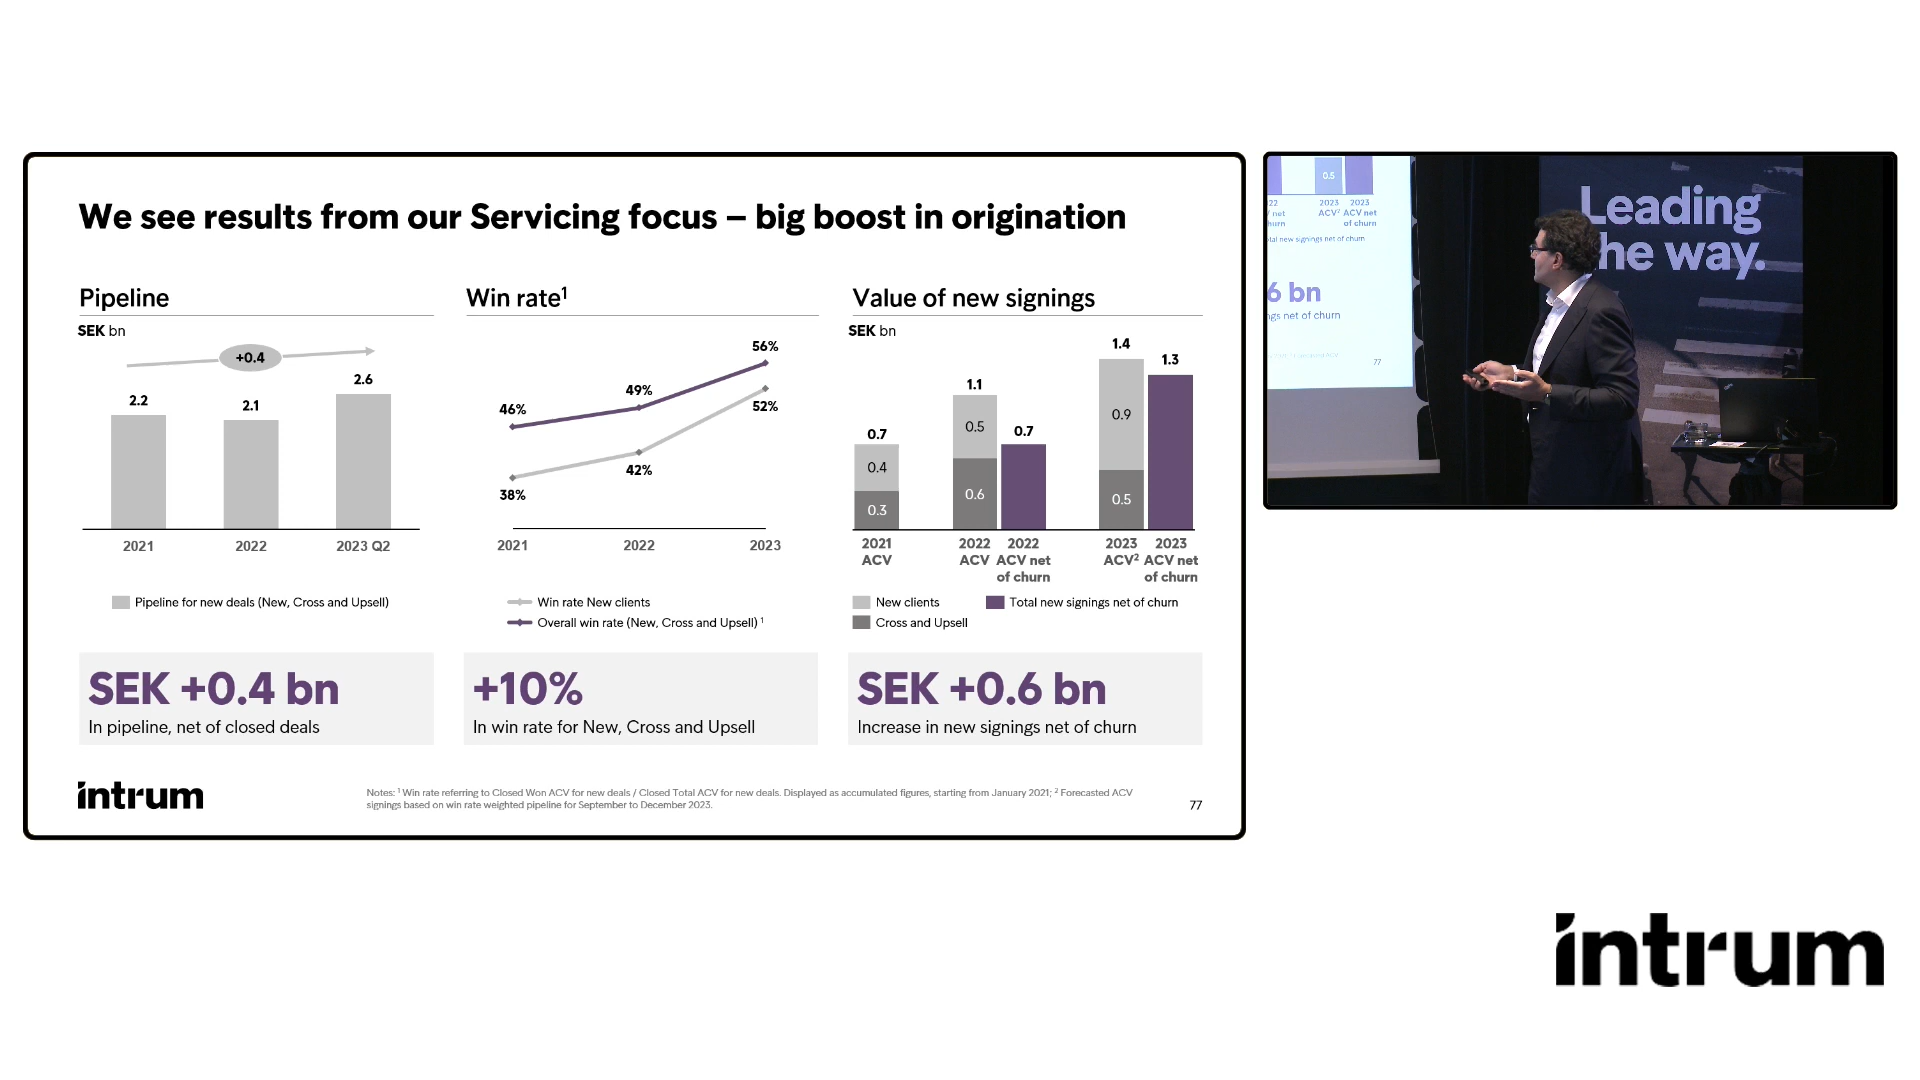 We see results from our Servicing focus – big boost in origination
Pipeline
SEK bn
+0.4
2.2
2.1
2.6
2021
2022
2023 Q2
Pipeline for new deals (New, Cross and Upsell)
SEK +0.4 bn
In pipeline, net of closed deals
Win rate¹
56%
49%
46%
52%
42%
38%
2021
2022
2023
Win rate New clients
Overall win rate (New, Cross and Upsell) ¹
+10%
In win rate for New, Cross and Upsell
Value of new signings
SEK bn
1.4
1.3
1.1
0.7
0.7
0.9
0.5
0.4
0.6
0.5
0.3
2021
ACV
2022
ACV
2022
ACV net
of churn
2023
ACV²
2023
ACV net
of churn
New clients
Total new signings net of churn
Cross and Upsell
SEK +0.6 bn
Increase in new signings net of churn
intrum
Notes: ¹ Win rate referring to Closed Won ACV for new deals / Closed Total ACV for new deals. Displayed as accumulated figures, starting from January 2021; ² Forecasted ACV
signings based on win rate weighted pipeline for September to December 2023.
77
0.5
22
2023
2023
net
ACV²
ACV net
of churn
total new signings net of churn
6 bn
net of churn
77
Leading
he way.
intrum